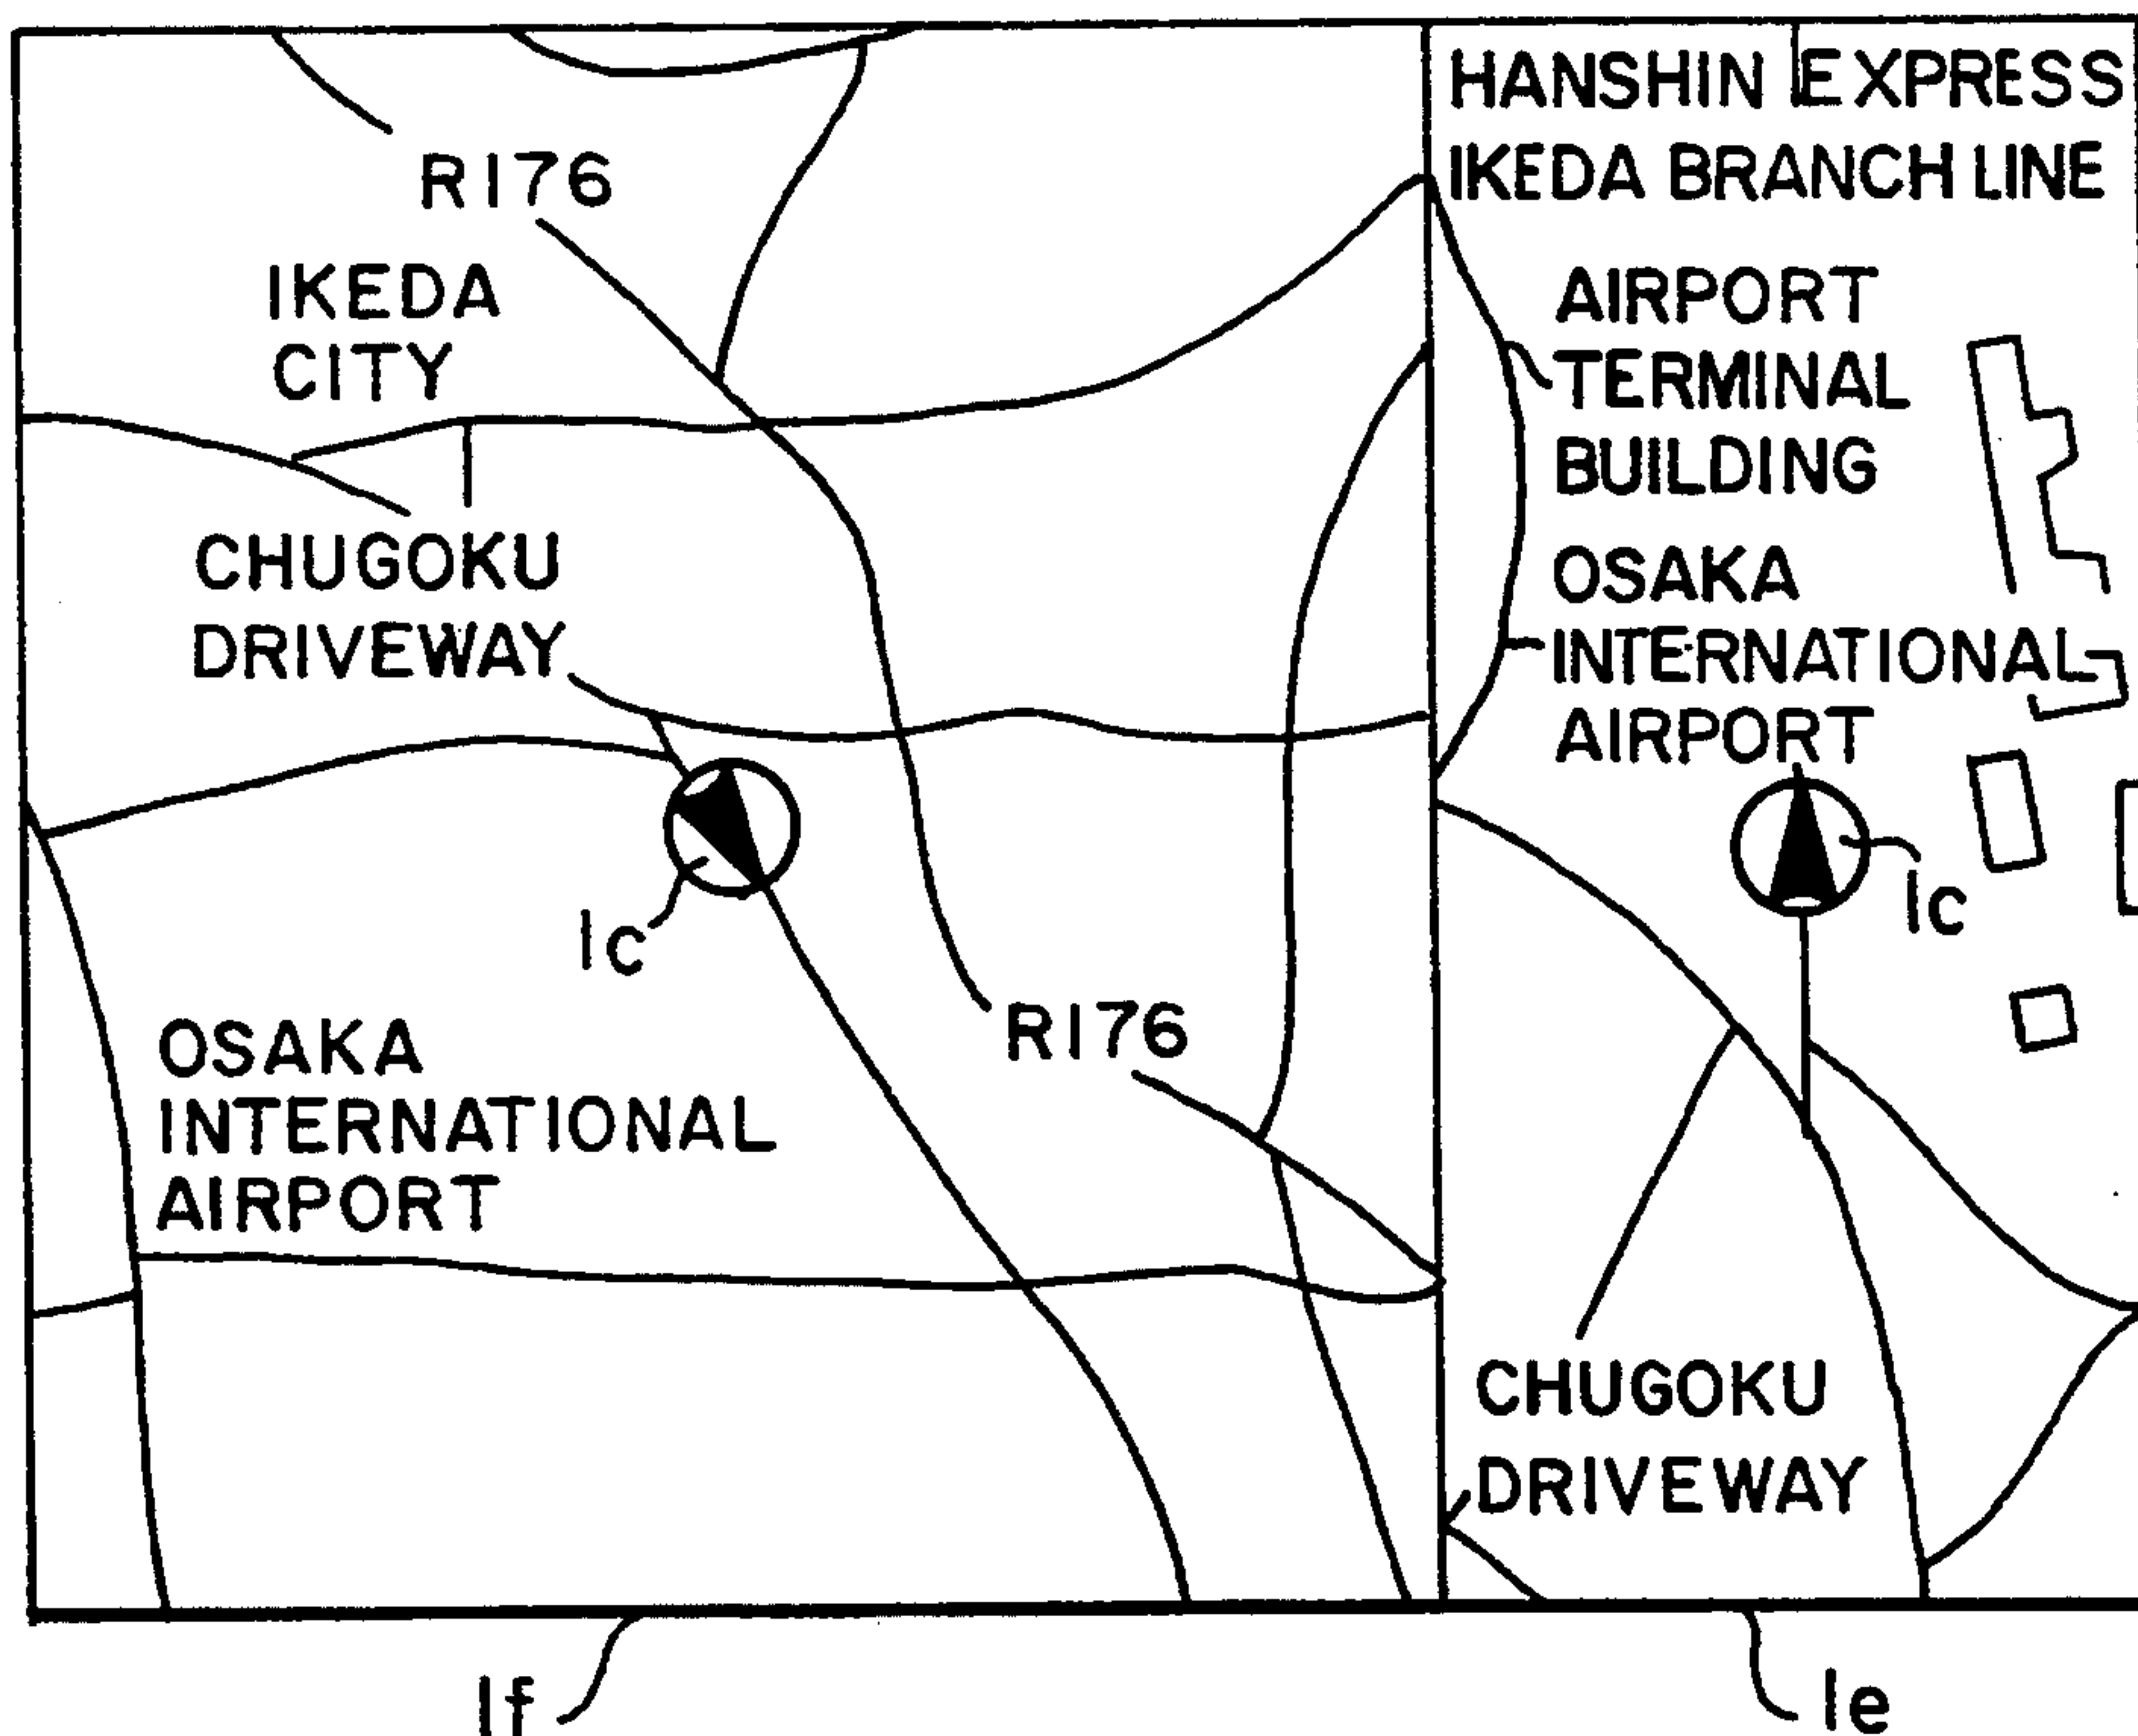 R176
IKEDA
CITY
CHUGOKU
DRIVEWAY
1c
OSAKA
INTERNATIONAL
AIRPORT
R176
1f
HANSHIN EXPRESS
IKEDA BRANCH LINE
AIRPORT
TERMINAL
BUILDING
OSAKA
INTERNATIONAL
AIRPORT
1c
CHUGOKU
DRIVEWAY
1e